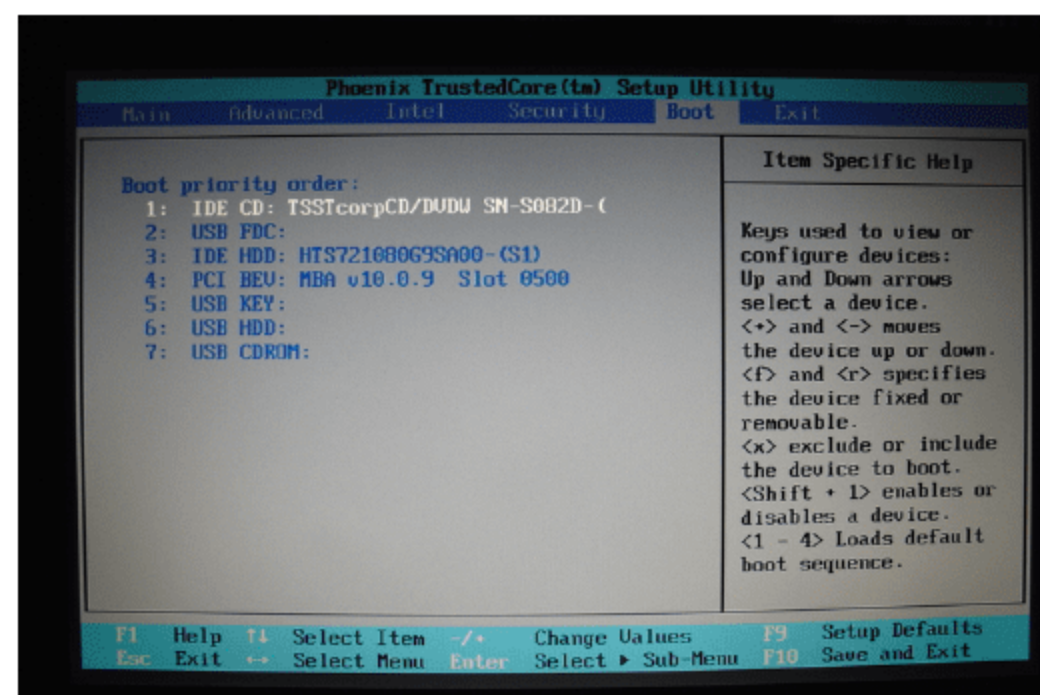 Phoenix TrustedCore(tm) Setup Utility
Main Advanced Intel Security Boot Exit
Boot priority order:
1: IDE CD: TSSTcorpCD/DVDW SN-S082D-(
2: USB FDC:
3: IDE HDD: HTS721080G9SA00-(S1)
4: PCI BEV: MBA v10.0.9 Slot 0500
5: USB KEY:
6: USB HDD:
7: USB CDROM:
Item Specific Help
Keys used to view or
configure devices:
Up and Down arrows
select a device.
<+> and <-> moves
the device up or down.
<f> and <r> specifies
the device fixed or
removable.
<x> exclude or include
the device to boot.
<Shift + 1> enables or
disables a device.
<1 - 4> Loads default
boot sequence.
F1 Help ↑↓ Select Item -/+ Change Values F9 Setup Defaults
Esc Exit ↔ Select Menu Enter Select ▶ Sub-Menu F10 Save and Exit